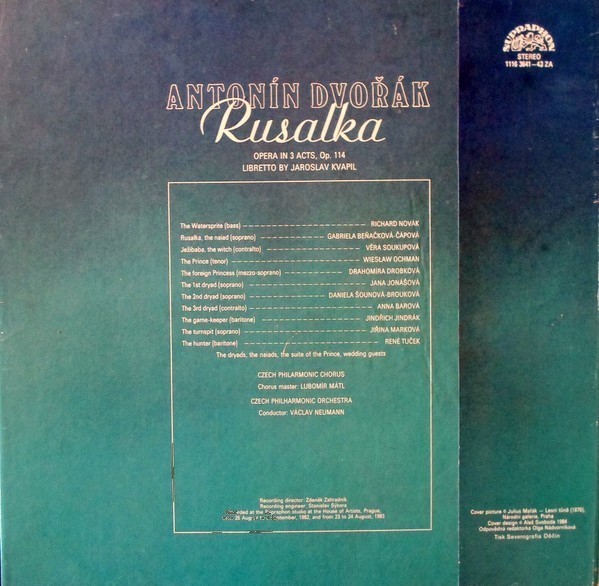 SUPRAPHON
STEREO
1116 3641-43 ZA
ANTONÍN DVOŘÁK
Rusalka
OPERA IN 3 ACTS, Op. 114
LIBRETTO BY JAROSLAV KVAPIL
The Watersprite (bass) RICHARD NOVÁK
Rusalka, the naiad (soprano) GABRIELA BEŇAČKOVÁ-ČÁPOVÁ
Ježibaba, the witch (contralto) VĚRA SOUKUPOVÁ
The Prince (tenor) WIESŁAW OCHMAN
The foreign Princess (mezzo-soprano) DRAHOMÍRA DROBKOVÁ
The 1st dryad (soprano) JANA JONÁŠOVÁ
The 2nd dryad (soprano) DANIELA ŠOUNOVÁ-BROUKOVÁ
The 3rd dryad (contralto) ANNA BAROVÁ
The game-keeper (baritone) JINDŘICH JINDRÁK
The turnspit (soprano) JIŘINA MARKOVÁ
The hunter (baritone) RENÉ TUČEK
The dryads, the naiads, the suite of the Prince, wedding guests
CZECH PHILARMONIC CHORUS
Chorus master: LUBOMÍR MÁTL
CZECH PHILHARMONIC ORCHESTRA
Conductor: VÁCLAV NEUMANN
Recording director: Zdeněk Zahradník
Recording engineer: Stanislav Sýkora
at the Supraphon studio at the House of Artists, Prague,
September, 1982, and from 23 to 24 August, 1983
Cover picture © Julius Mařák – Lesní tůně (1870),
Národní galerie, Praha
Cover design © Aleš Svoboda 1984
Odpovědná redaktorka Olga Nádvorníková
Tisk Severografia Děčín